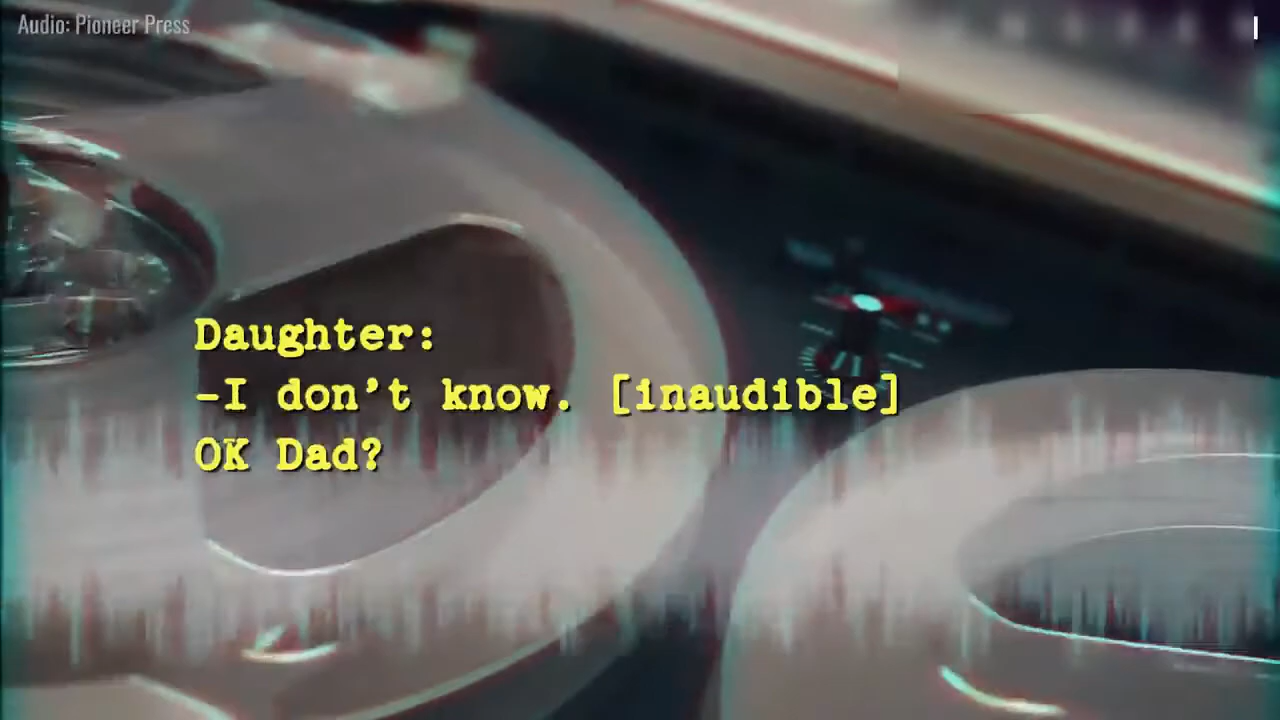 Audio: Pioneer Press
Daughter:
-I don't know. [inaudible]
OK Dad?